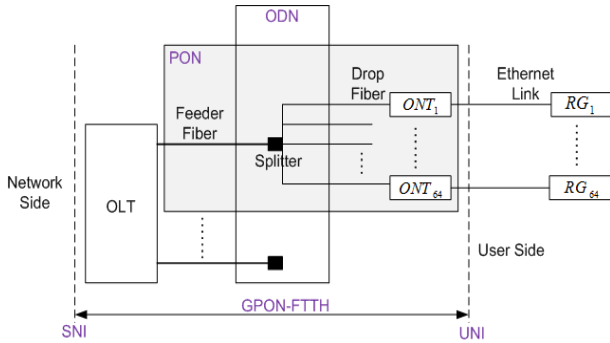 ODN
PON
Drop
Fiber
Ethernet
Link
ONT1
RG1
Feeder
Fiber
Splitter
Network
Side
OLT
ONT64
RG64
User Side
GPON-FTTH
SNI
UNI